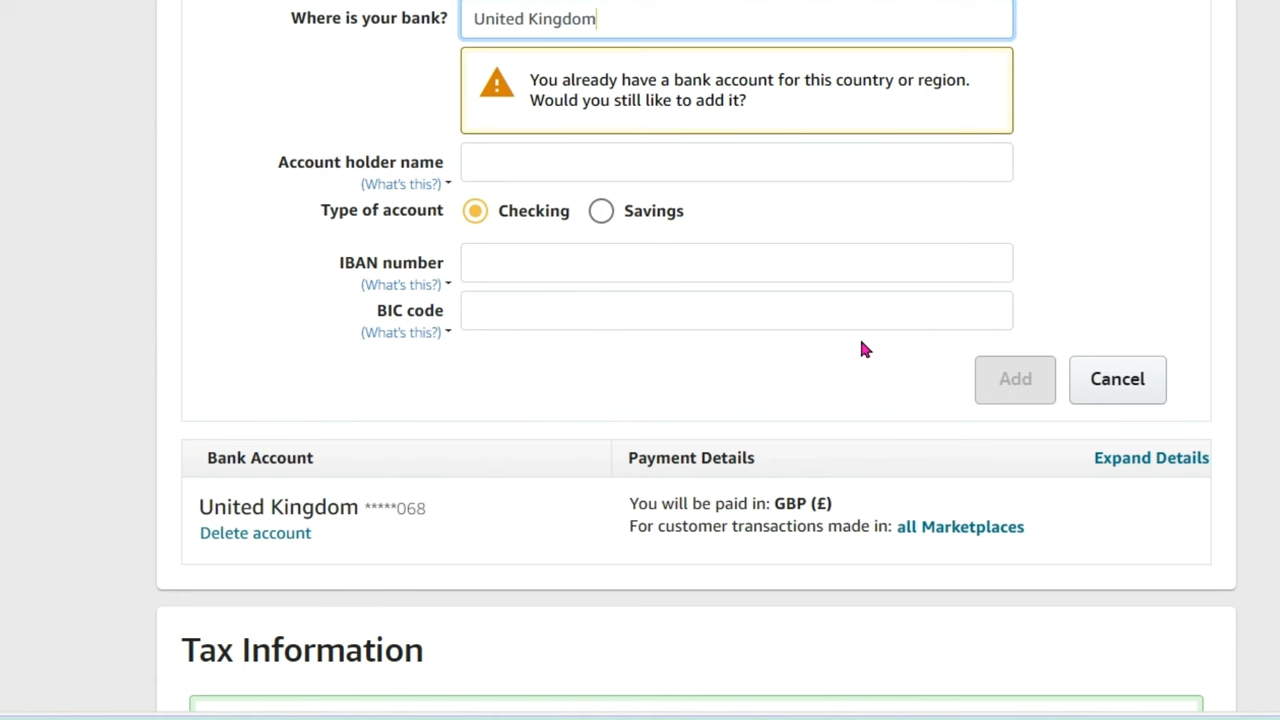 Where is your bank? United Kingdom
You already have a bank account for this country or region.
Would you still like to add it?
Account holder name
(What's this?)
Type of account Checking Savings
IBAN number
(What's this?)
BIC code
(What's this?)
Add Cancel
Bank Account Payment Details Expand Details
United Kingdom *****068 You will be paid in: GBP (£)
Delete account For customer transactions made in: all Marketplaces
Tax Information